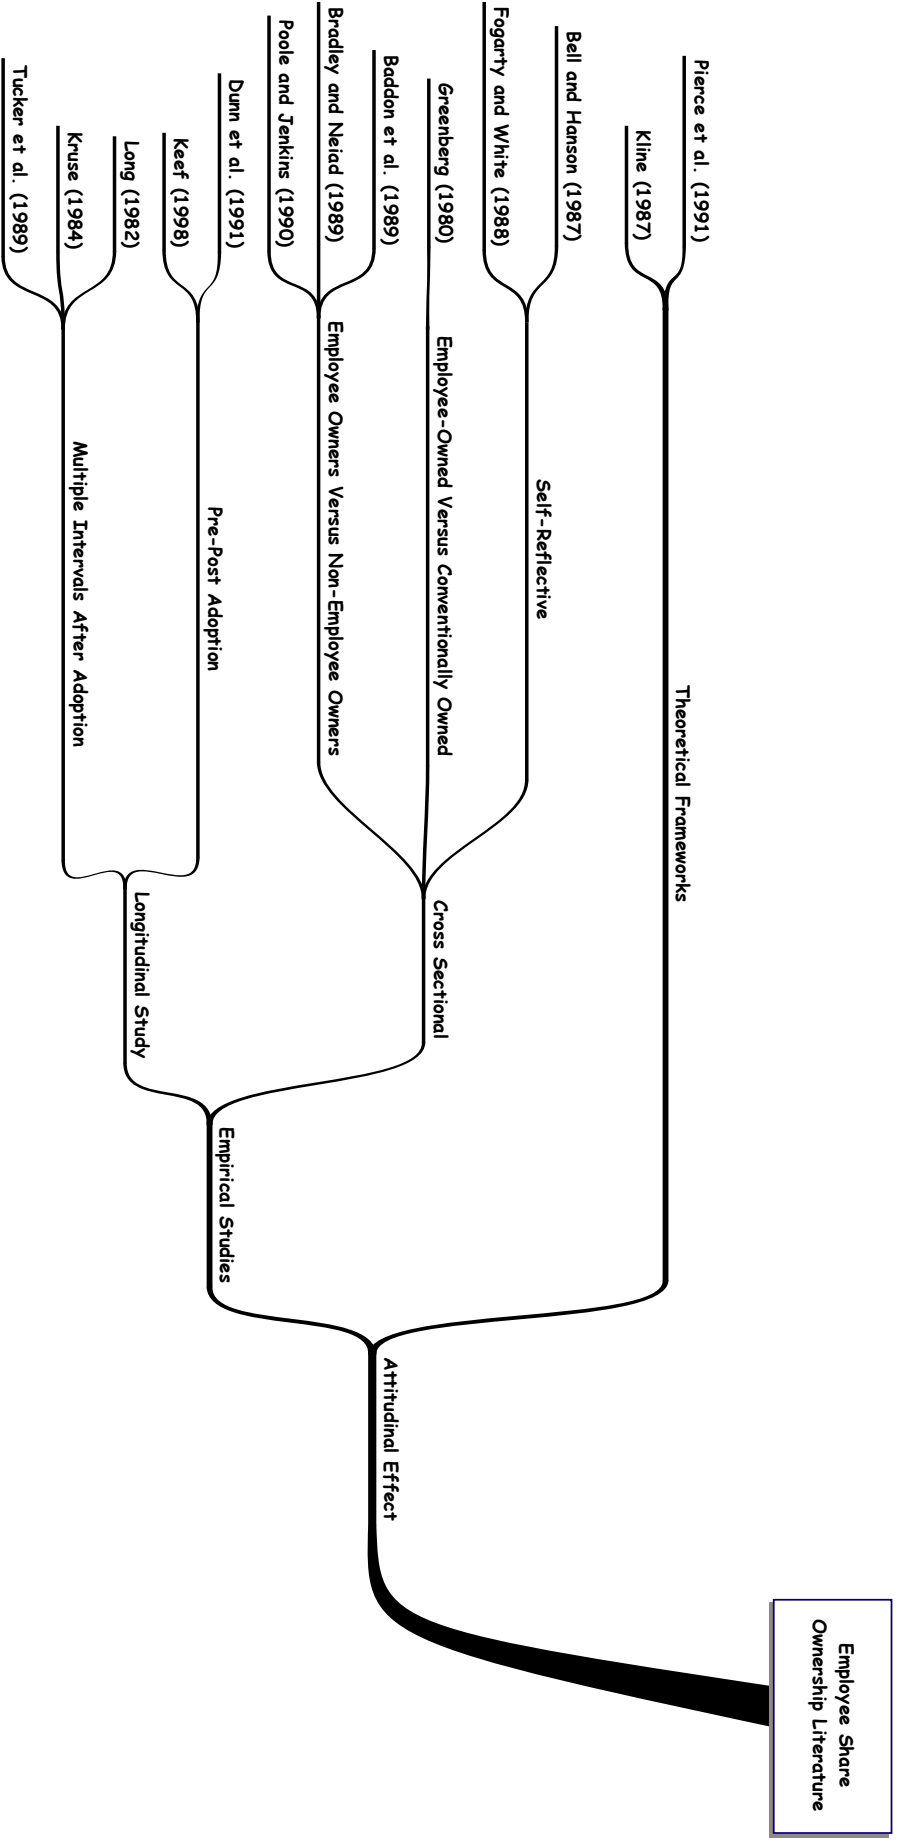 Employee Share
Ownership Literature
Attitudinal Effect
Theoretical Frameworks
Pierce et al. (1991)
Kline (1987)
Empirical Studies
Cross Sectional
Self-Reflective
Bell and Hanson (1987)
Fogarty and White (1988)
Employee-Owned Versus Conventionally Owned
Greenberg (1980)
Employee Owners Versus Non-Employee Owners
Baddon et al. (1989)
Bradley and Neiad (1989)
Poole and Jenkins (1990)
Longitudinal Study
Pre-Post Adoption
Dunn et al. (1991)
Keef (1998)
Multiple Intervals After Adoption
Long (1982)
Kruse (1984)
Tucker et al. (1989)